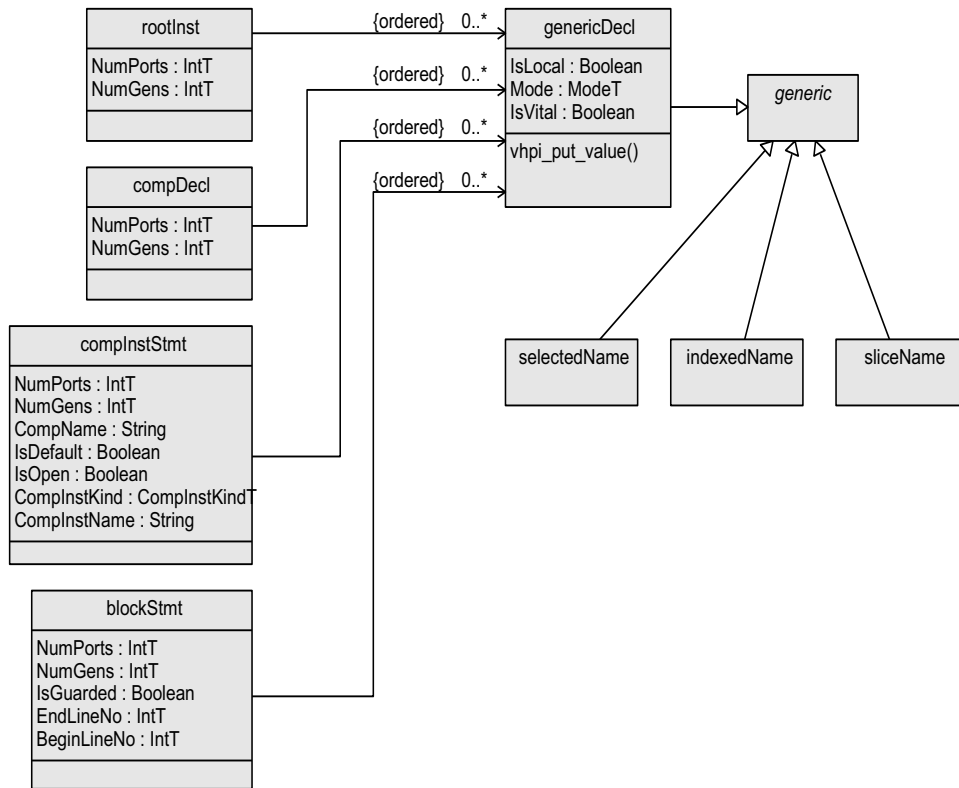 rootInst
NumPorts : IntT
NumGens : IntT
{ordered} 0..*
genericDecl
IsLocal : Boolean
Mode : ModeT
IsVital : Boolean
vhpi_put_value()
{ordered} 0..*
{ordered} 0..*
{ordered} 0..*
generic
compDecl
NumPorts : IntT
NumGens : IntT
selectedName
indexedName
sliceName
compInstStmt
NumPorts : IntT
NumGens : IntT
CompName : String
IsDefault : Boolean
IsOpen : Boolean
CompInstKind : CompInstKindT
CompInstName : String
blockStmt
NumPorts : IntT
NumGens : IntT
IsGuarded : Boolean
EndLineNo : IntT
BeginLineNo : IntT